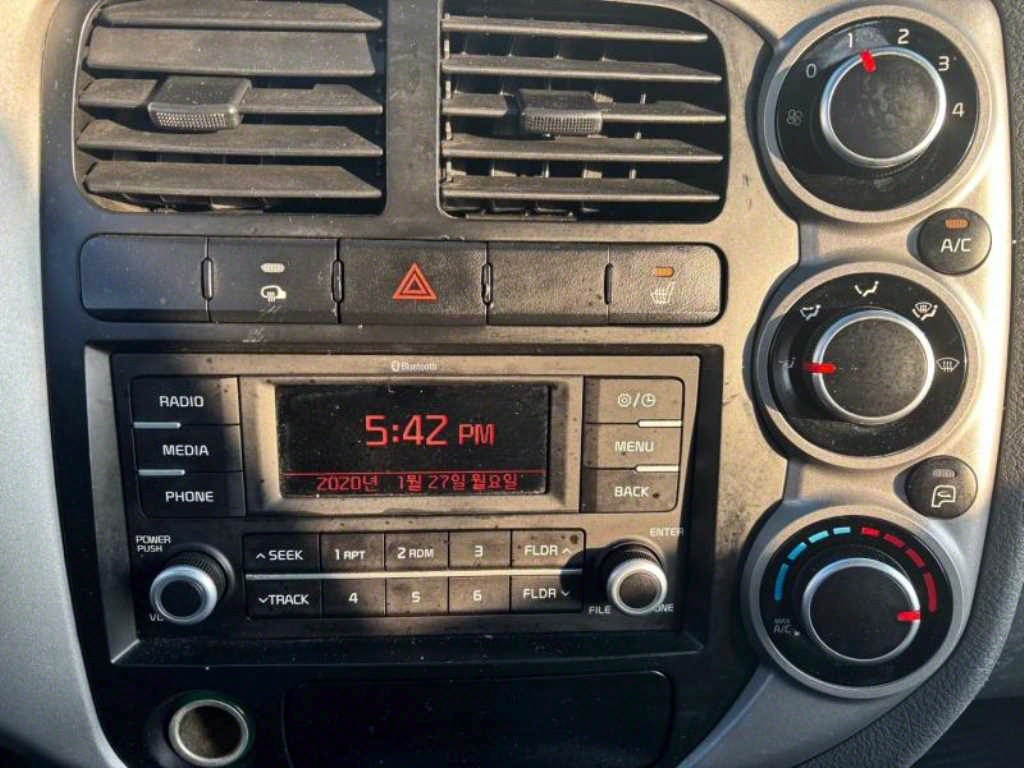 0 1 2 3 4
A/C
Bluetooth
RADIO
MEDIA
PHONE
5:42 PM
2020년 1월 27일 월요일
MENU
BACK
POWER
PUSH
ENTER
SEEK
1 RPT
2 RDM
3
FLDR
TRACK
4
5
6
FLDR
FILE
MAX
A/C